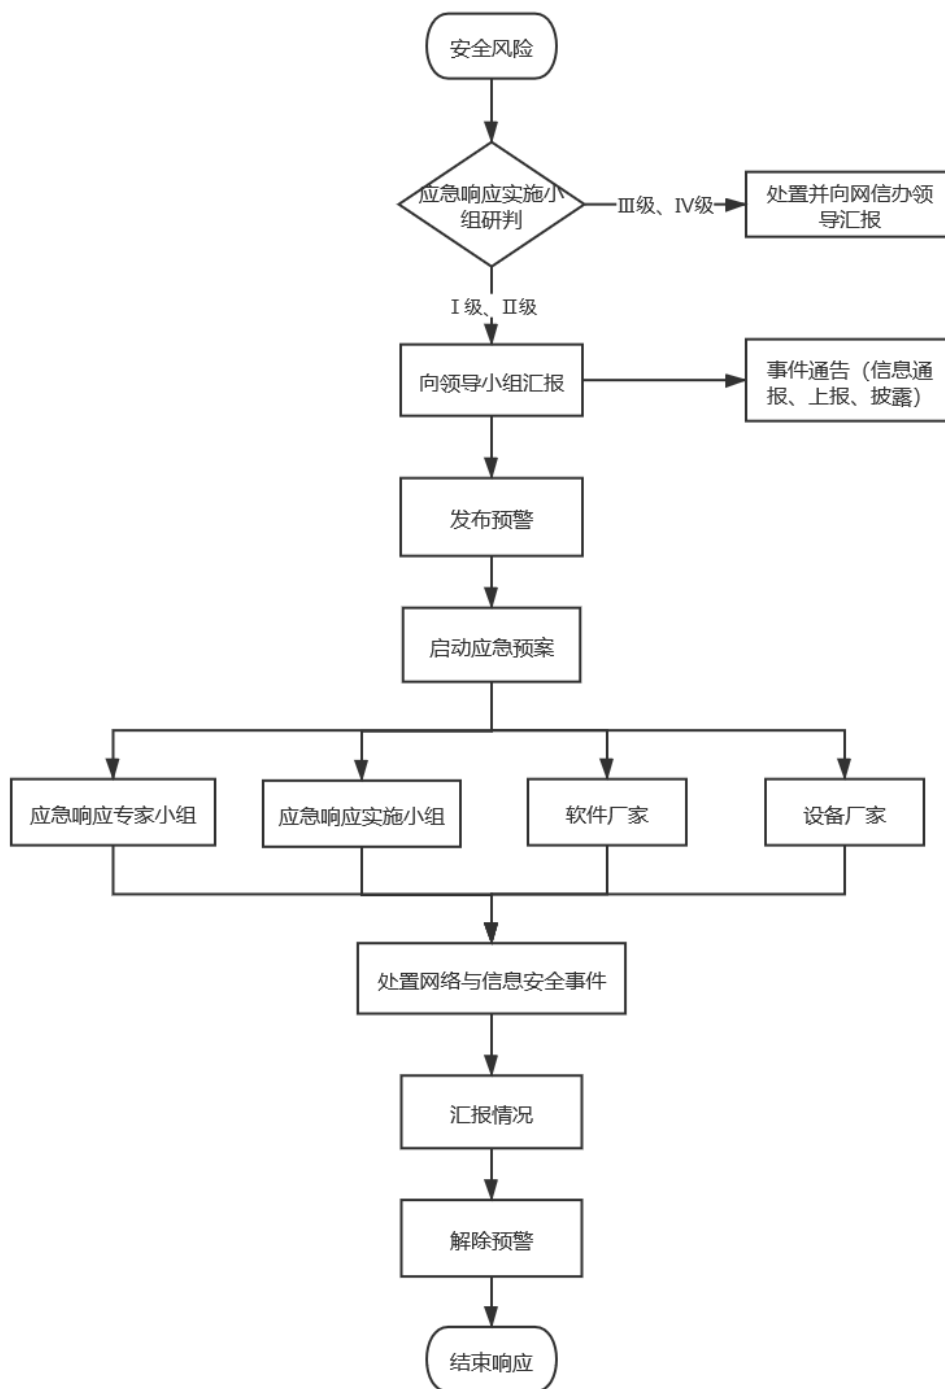 安全风险
应急响应实施小
组研判
Ⅲ级、Ⅳ级
处置并向网信办领
导汇报
Ⅰ级、Ⅱ级
向领导小组汇报
事件通告（信息通
报、上报、披露）
发布预警
启动应急预案
应急响应专家小组
应急响应实施小组
软件厂家
设备厂家
处置网络与信息安全事件
汇报情况
解除预警
结束响应